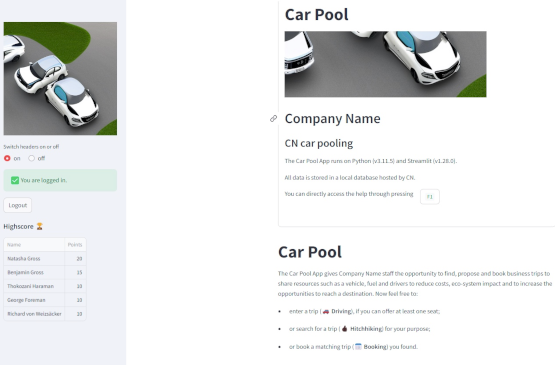 Switch headers on or off
on off
✅ You are logged in.
Logout
Highscore 🏆
Name Points
Natasha Gross 20
Benjamin Gross 15
Thokozani Heraman 10
George Foreman 10
Richard von Weizsäcker 10
Car Pool
Company Name
CN car pooling
The Car Pool App runs on Python (v3.11.5) and Streamlit (v1.28.0).
All data is stored in a local database hosted by CN.
You can directly access the help through pressing F1
Car Pool
The Car Pool App gives Company Name staff the opportunity to find, propose and book business trips to
share resources such as a vehicle, fuel and drivers to reduce costs, eco-system impact and to increase the
opportunities to reach a destination. Now feel free to:
• enter a trip ( 🚗 Driving), if you can offer at least one seat;
• or search for a trip ( Hitchhiking) for your purpose;
• or book a matching trip ( Booking) you found.